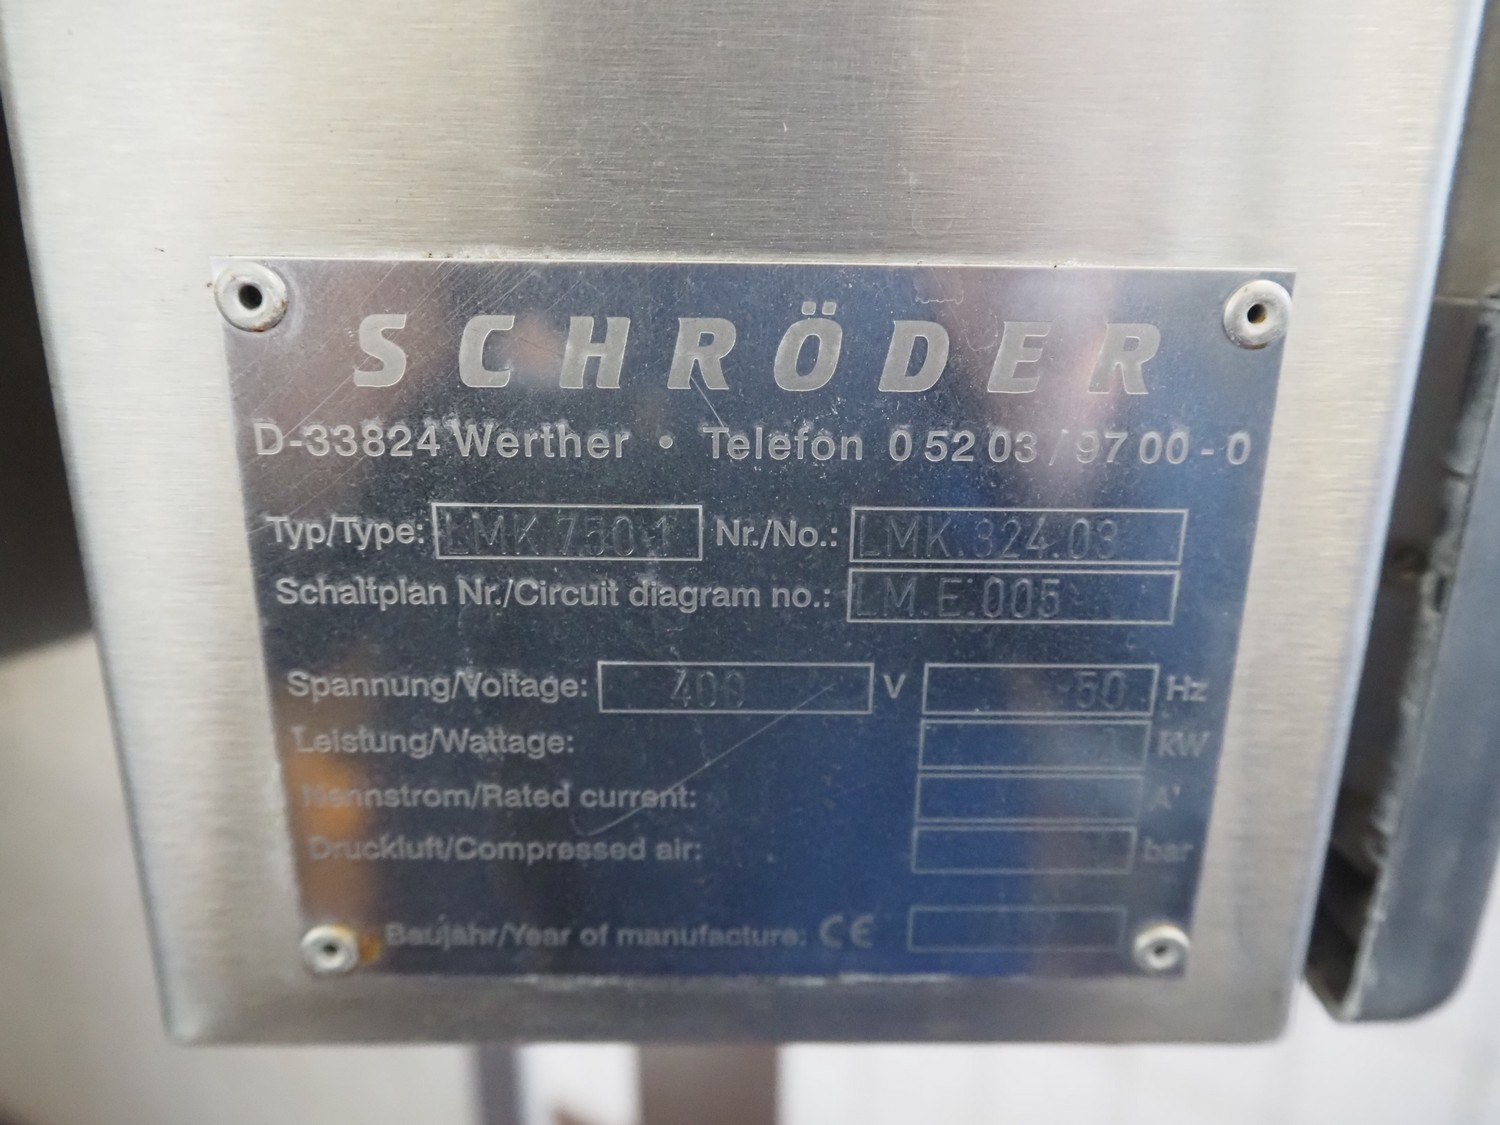 SCHRÖDER
D-33824 Werther • Telefon 0 52 03 / 97 00 - 0
Typ/Type: LMK 750.1 Nr./No.: LMK.324.03
Schaltplan Nr./Circuit diagram no.: LM.E.005
Spannung/Voltage: 400 V 50 Hz
Leistung/Wattage: KW
Nennstrom/Rated current: A
Druckluft/Compressed air: bar
Baujahr/Year of manufacture: CE